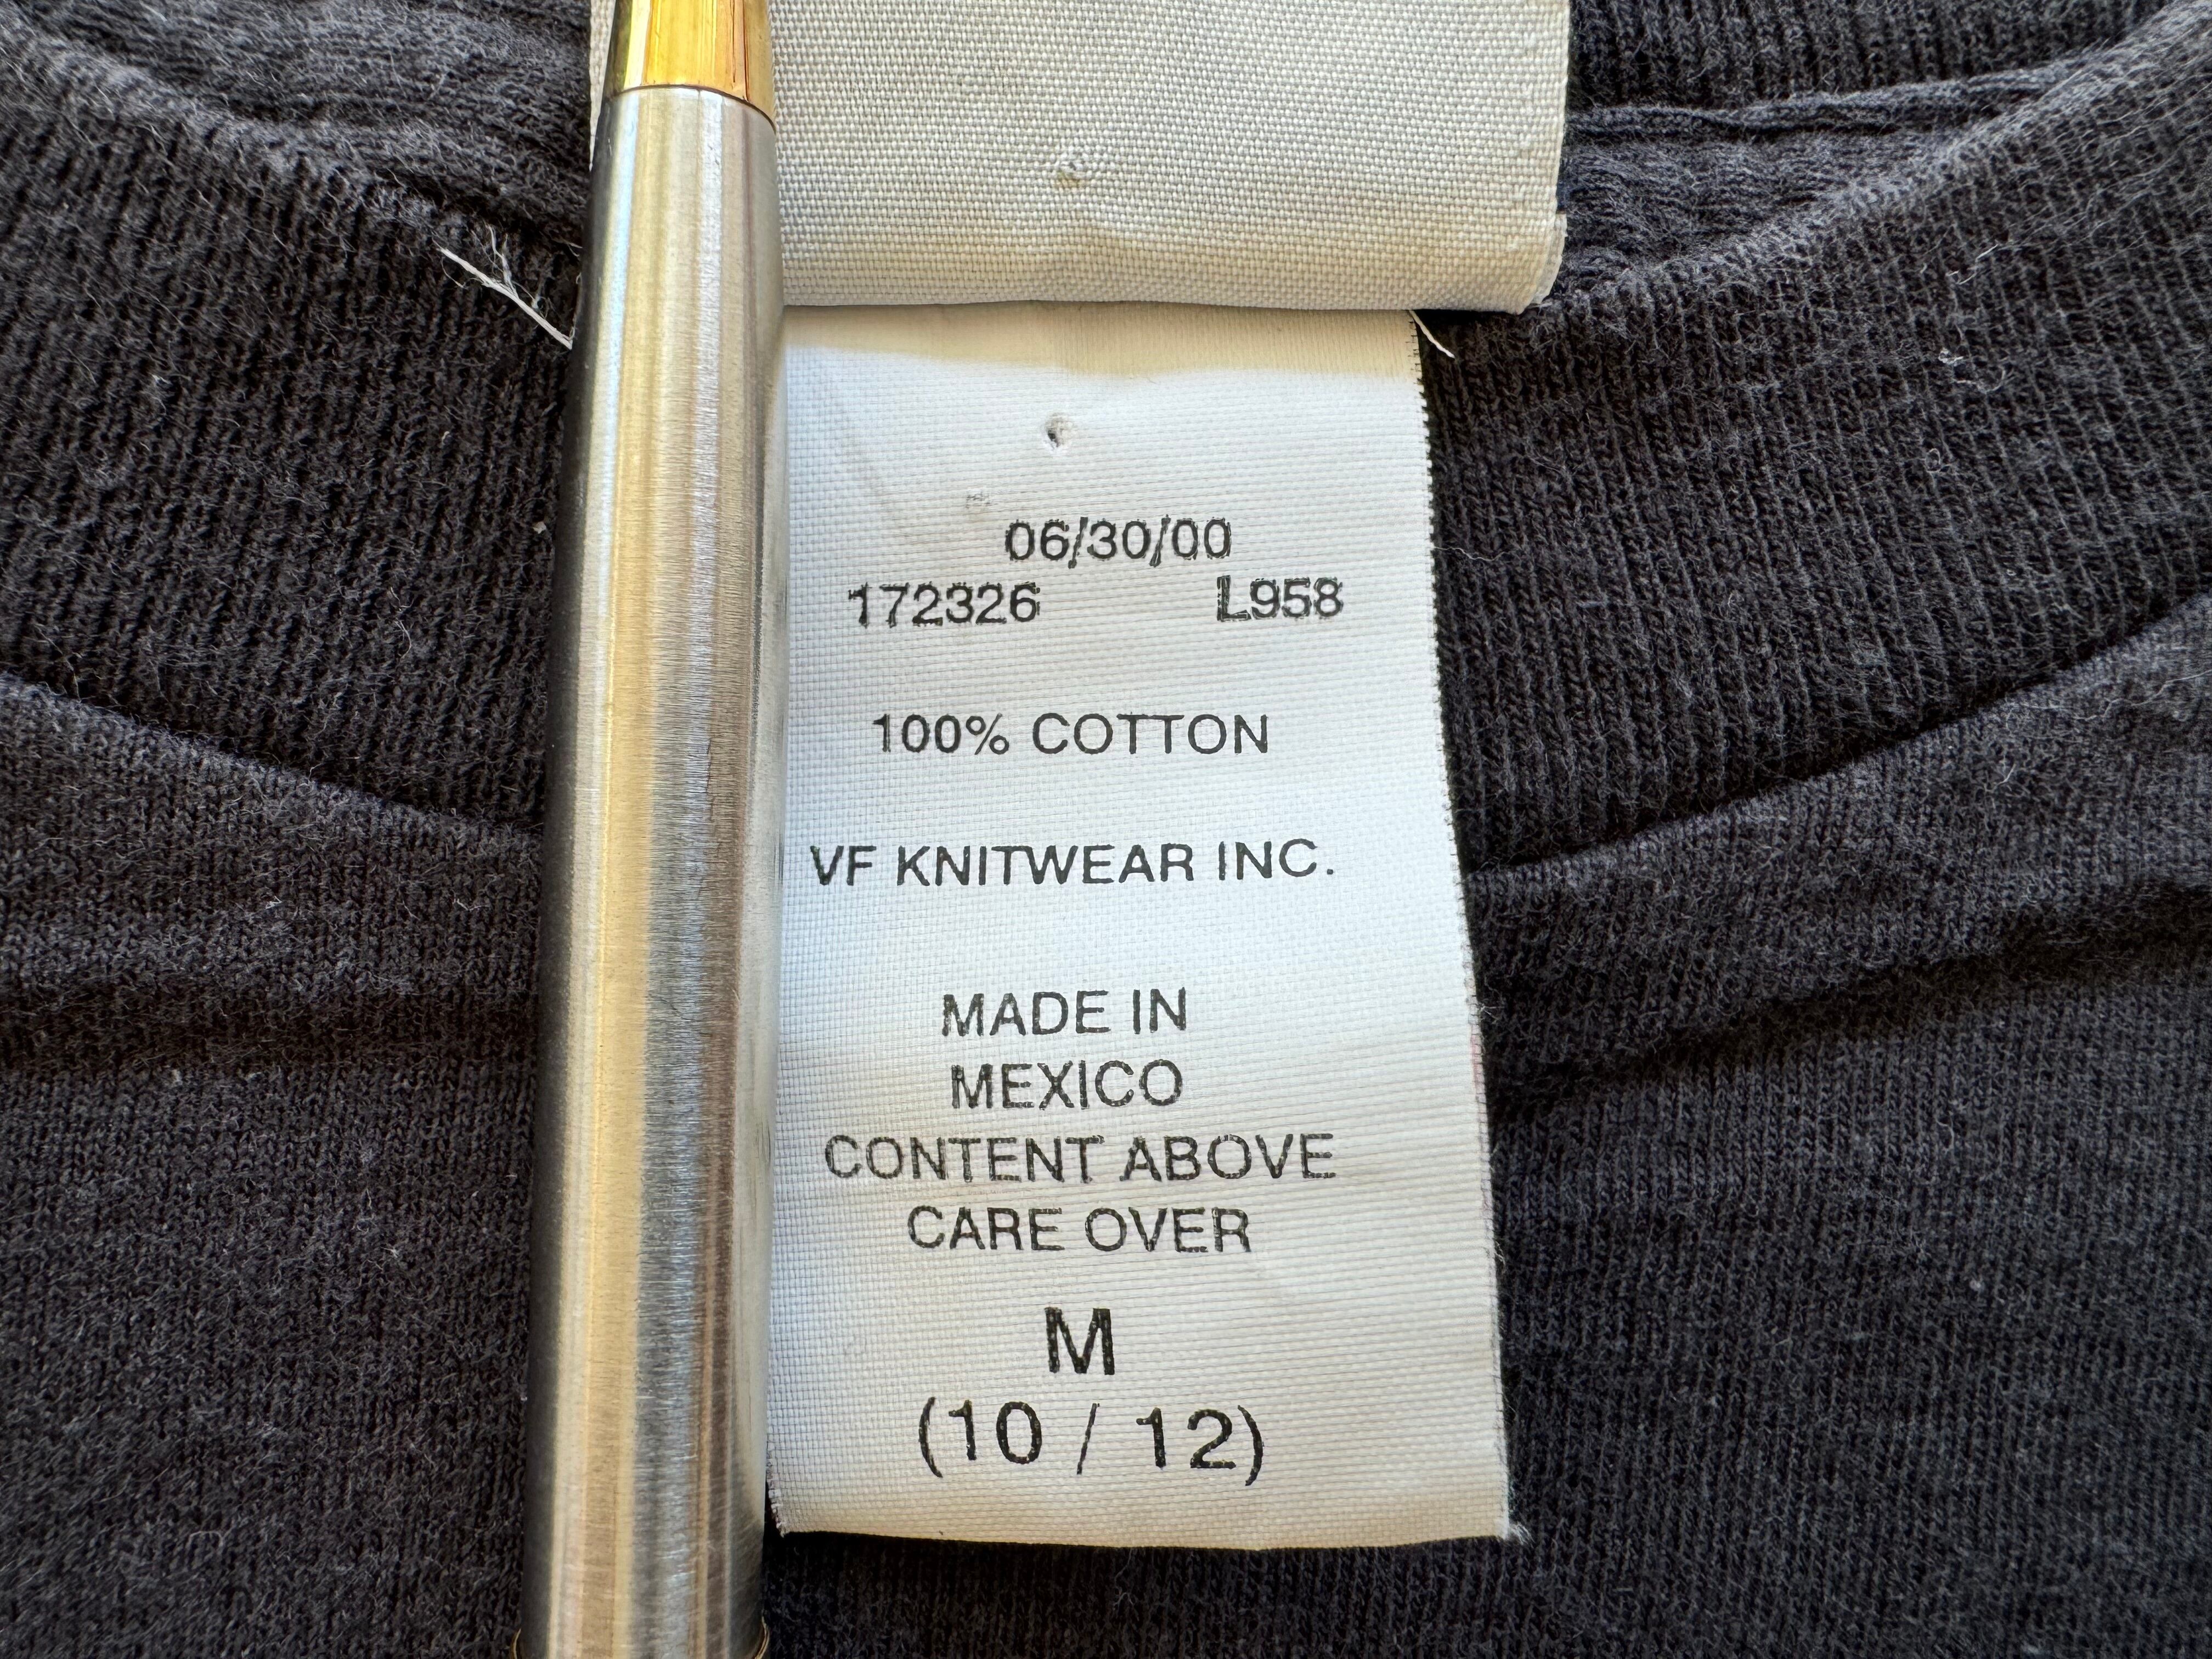 06/30/00
172326 L958
100% COTTON
VF KNITWEAR INC.
MADE IN
MEXICO
CONTENT ABOVE
CARE OVER
M
(10 / 12)